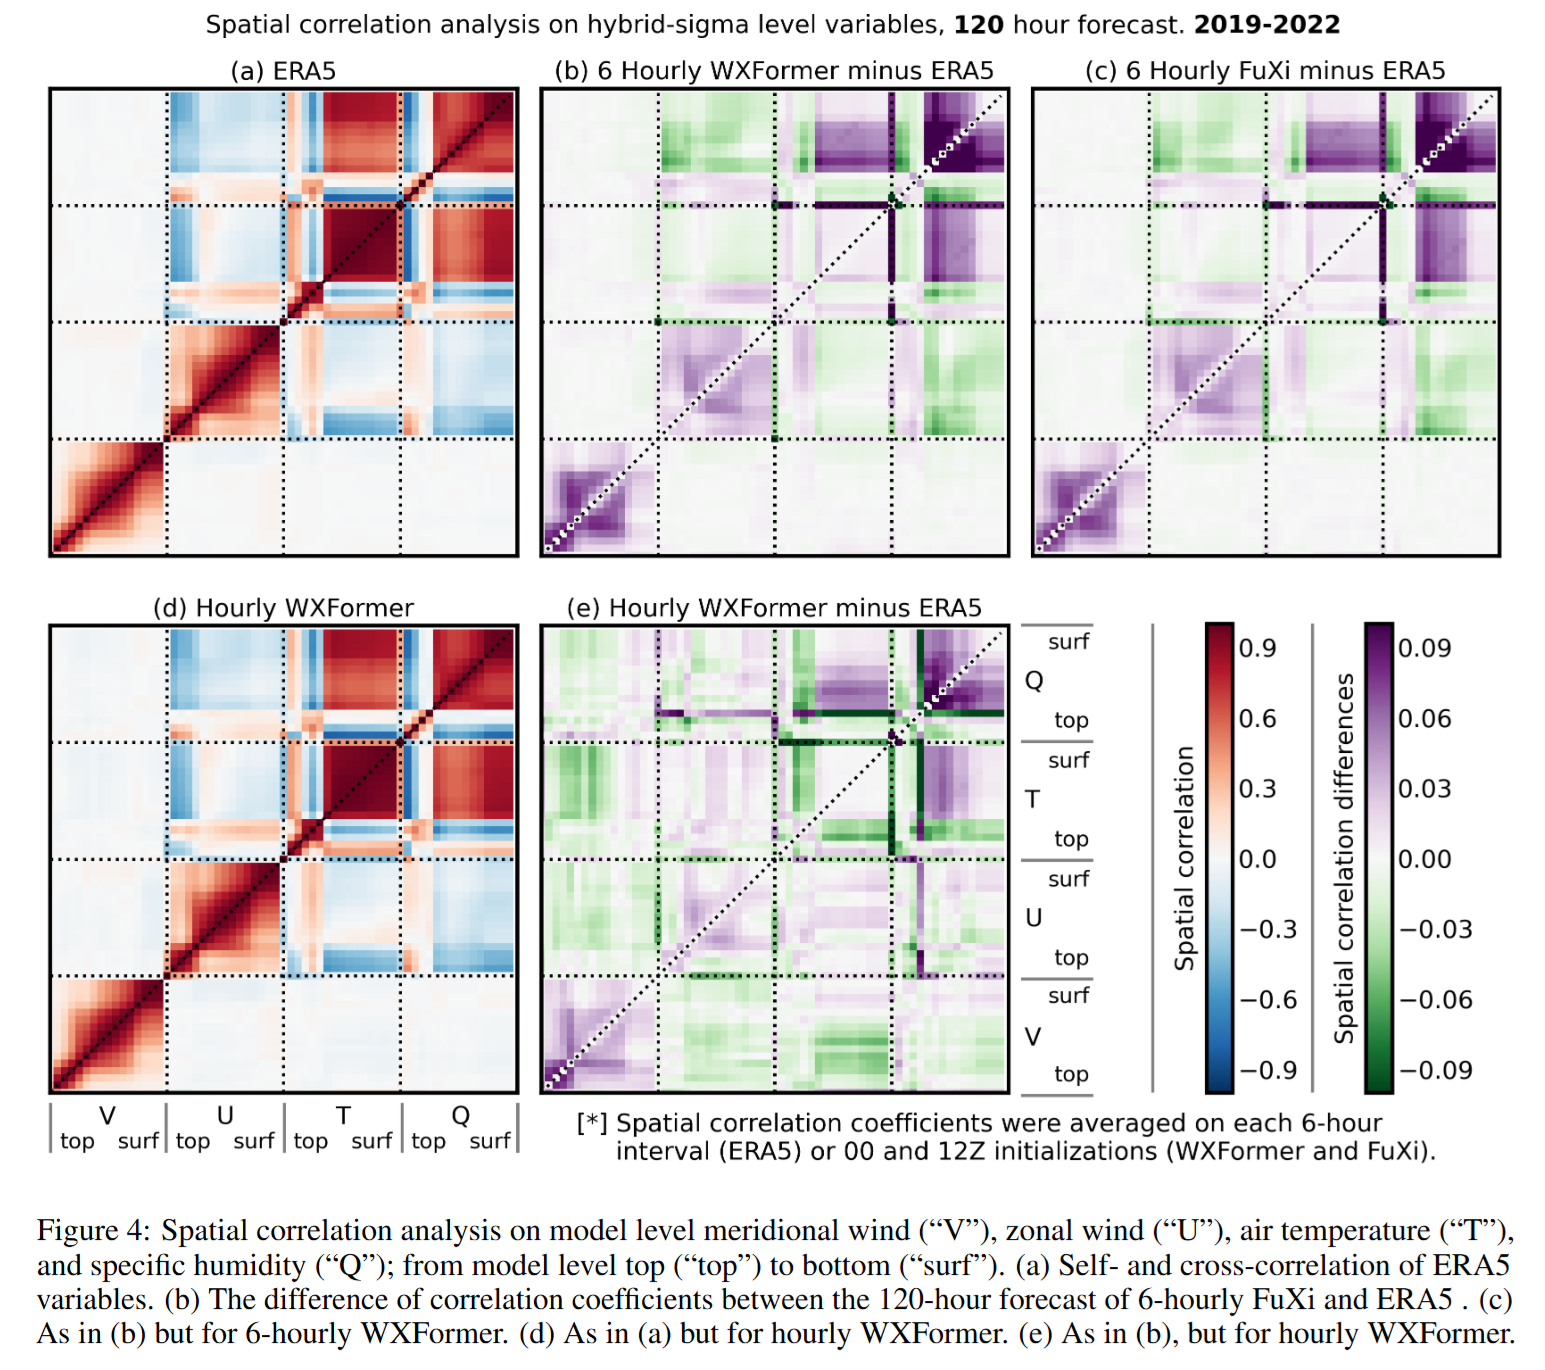 Spatial correlation analysis on hybrid-sigma level variables, 120 hour forecast. 2019-2022
(a) ERA5
(b) 6 Hourly WXFormer minus ERA5
(c) 6 Hourly FuXi minus ERA5
(d) Hourly WXFormer
(e) Hourly WXFormer minus ERA5
surf
Q
top
surf
T
top
surf
U
top
surf
V
top
Spatial correlation
0.9
0.6
0.3
0.0
−0.3
−0.6
−0.9
Spatial correlation differences
0.09
0.06
0.03
0.00
−0.03
−0.06
−0.09
V U T Q
top surf top surf top surf top surf
[*] Spatial correlation coefficients were averaged on each 6-hour
interval (ERA5) or 00 and 12Z initializations (WXFormer and FuXi).
Figure 4: Spatial correlation analysis on model level meridional wind (“V”), zonal wind (“U”), air temperature (“T”),
and specific humidity (“Q”); from model level top (“top”) to bottom (“surf”). (a) Self- and cross-correlation of ERA5
variables. (b) The difference of correlation coefficients between the 120-hour forecast of 6-hourly FuXi and ERA5 . (c)
As in (b) but for 6-hourly WXFormer. (d) As in (a) but for hourly WXFormer. (e) As in (b), but for hourly WXFormer.